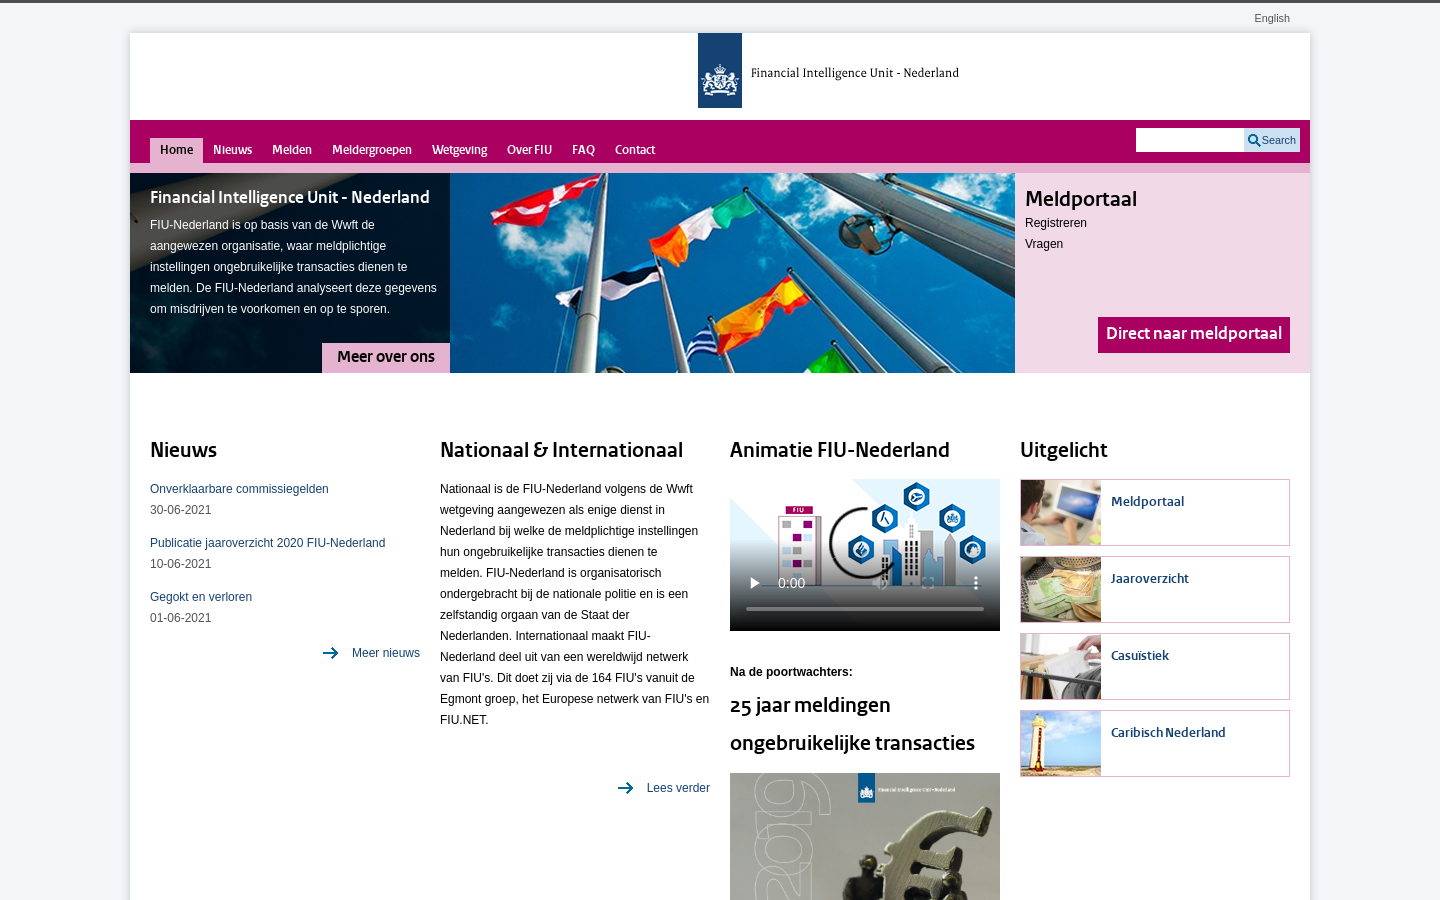 English
Financial Intelligence Unit - Nederland
Home Nieuws Melden Meldergroepen Wetgeving Over FIU FAQ Contact
Search
Financial Intelligence Unit - Nederland
FIU-Nederland is op basis van de Wwft de
aangewezen organisatie, waar meldplichtige
instellingen ongebruikelijke transacties dienen te
melden. De FIU-Nederland analyseert deze gegevens
om misdrijven te voorkomen en op te sporen.
Meer over ons
Meldportaal
Registreren
Vragen
Direct naar meldportaal
Nieuws
Onverklaarbare commissiegelden
30-06-2021
Publicatie jaaroverzicht 2020 FIU-Nederland
10-06-2021
Gegokt en verloren
01-06-2021
Meer nieuws
Nationaal & Internationaal
Nationaal is de FIU-Nederland volgens de Wwft
wetgeving aangewezen als enige dienst in
Nederland bij welke de meldplichtige instellingen
hun ongebruikelijke transacties dienen te
melden. FIU-Nederland is organisatorisch
ondergebracht bij de nationale politie en is een
zelfstandig orgaan van de Staat der
Nederlanden. Internationaal maakt FIU-
Nederland deel uit van een wereldwijd netwerk
van FIU's. Dit doet zij via de 164 FIU's vanuit de
Egmont groep, het Europese netwerk van FIU's en
FIU.NET.
Lees verder
Animatie FIU-Nederland
FIU
0:00
Na de poortwachters:
25 jaar meldingen
ongebruikelijke transacties
Financial Intelligence Unit - Nederland
2019
Uitgelicht
Meldportaal
Jaaroverzicht
Casuïstiek
Caribisch Nederland